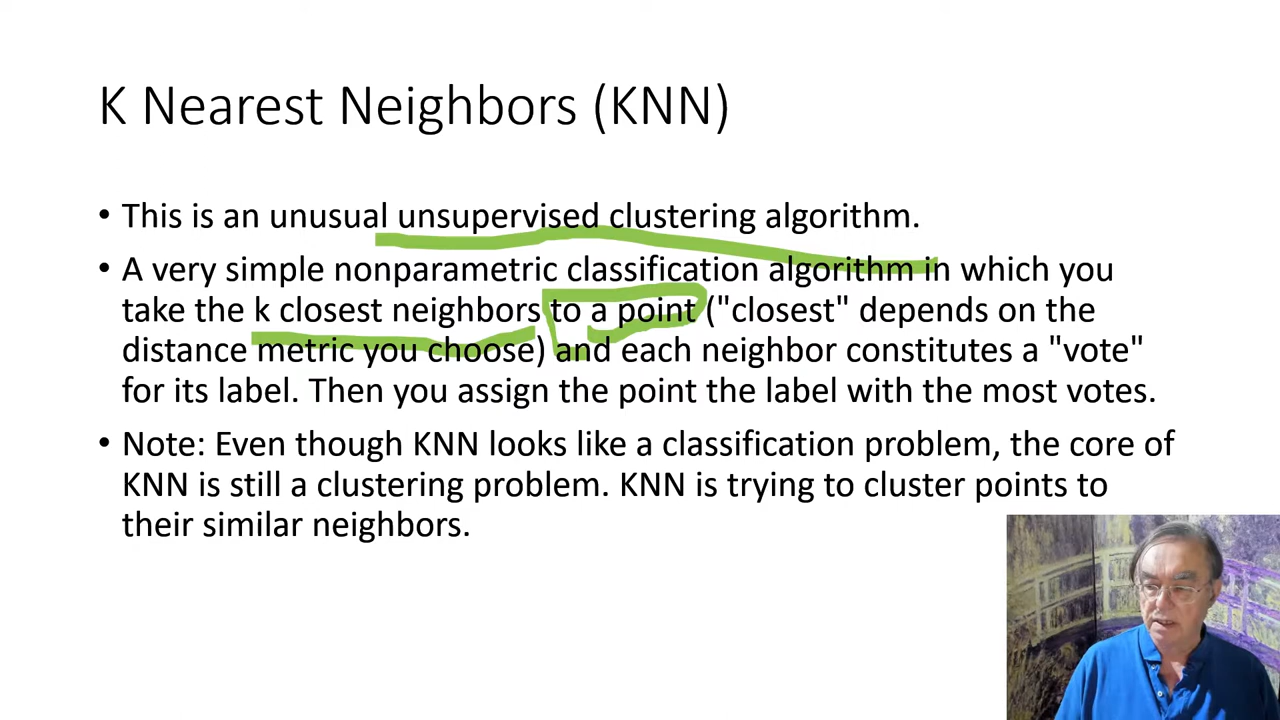 K Nearest Neighbors (KNN)
• This is an unusual unsupervised clustering algorithm.
• A very simple nonparametric classification algorithm in which you
take the k closest neighbors to a point ("closest" depends on the
distance metric you choose) and each neighbor constitutes a "vote"
for its label. Then you assign the point the label with the most votes.
• Note: Even though KNN looks like a classification problem, the core of
KNN is still a clustering problem. KNN is trying to cluster points to
their similar neighbors.